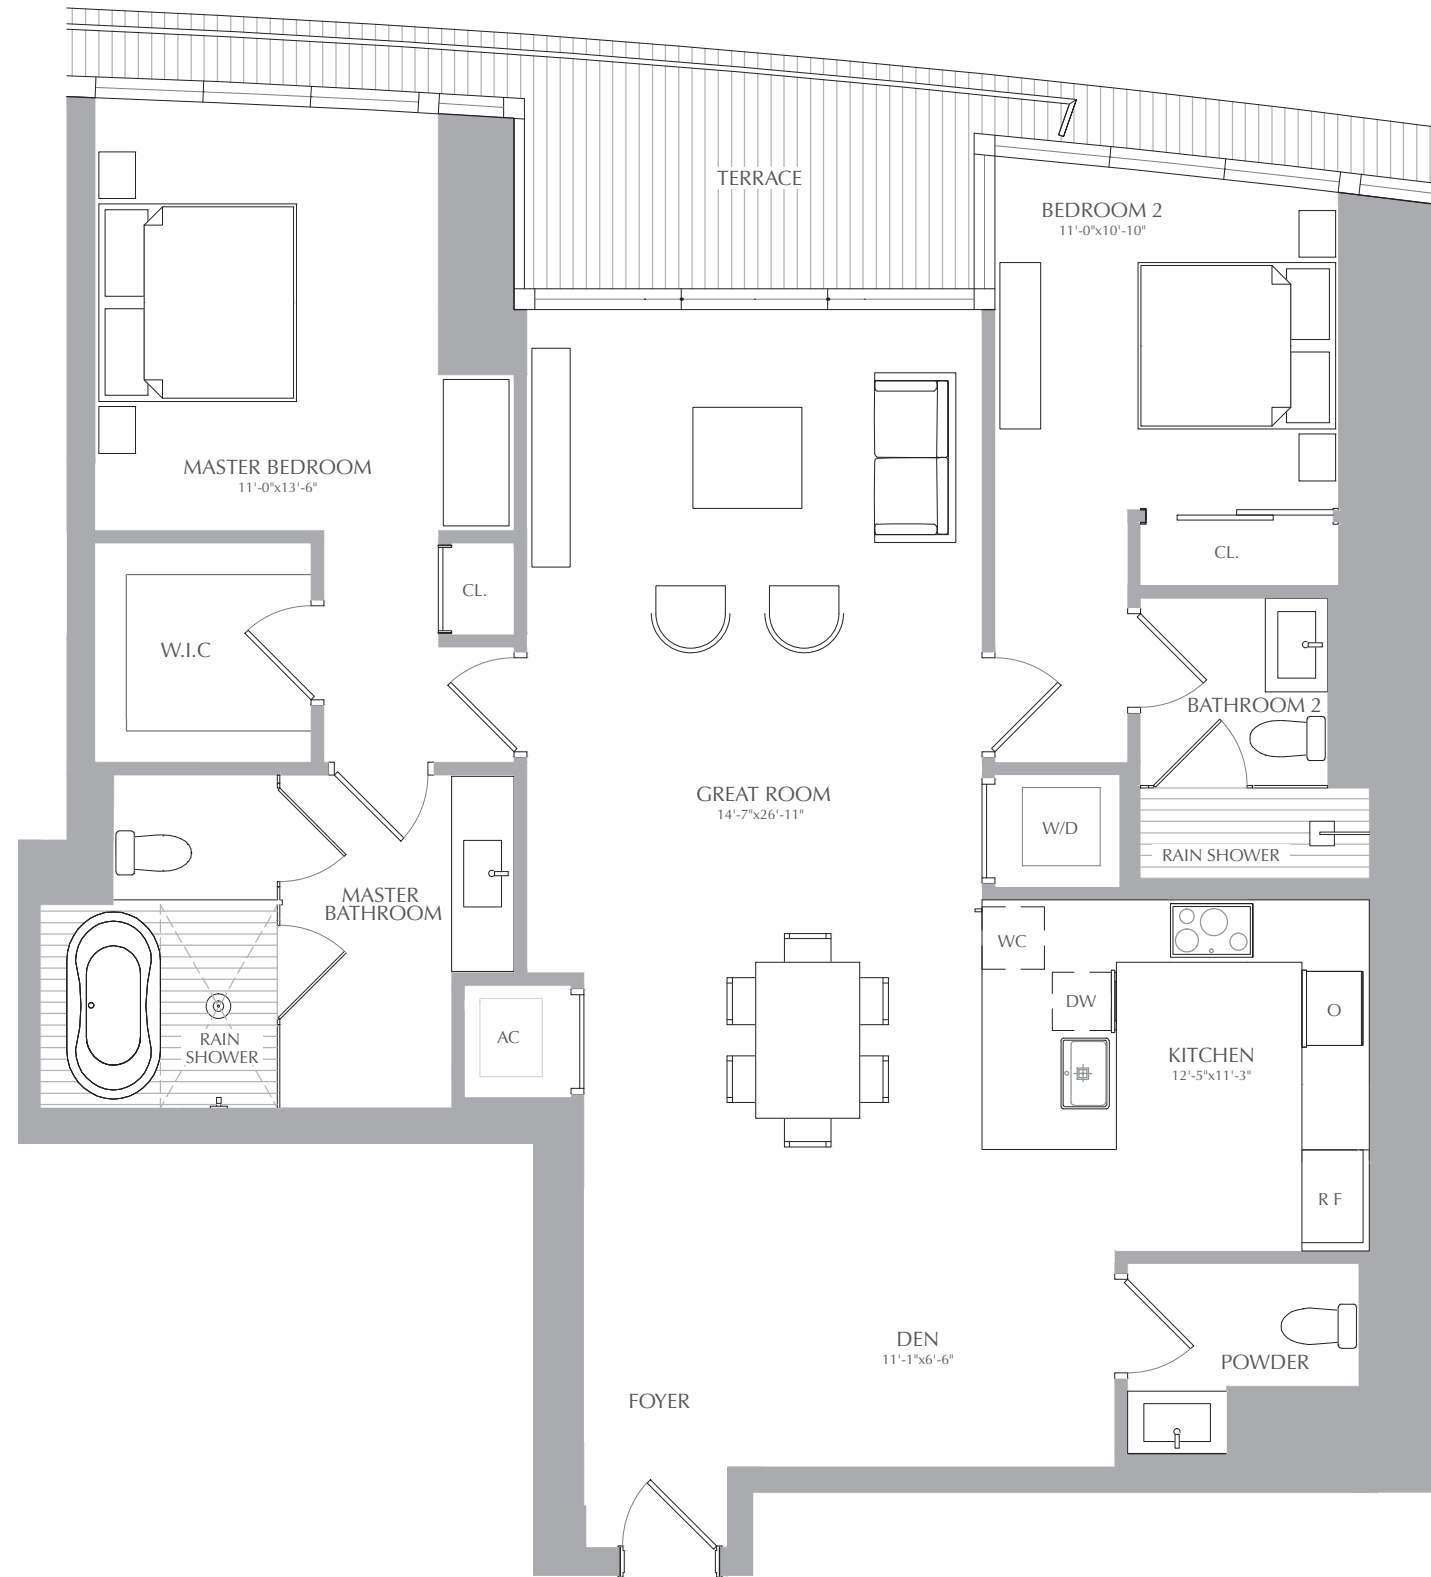 TERRACE
BEDROOM 2
11'-0"x10'-10"
MASTER BEDROOM
11'-0"x13'-6"
CL.
CL.
W.I.C
BATHROOM 2
GREAT ROOM
14'-7"x26'-11"
W/D
RAIN SHOWER
MASTER
BATHROOM
WC
DW
O
RAIN
SHOWER
AC
KITCHEN
12'-5"x11'-3"
R F
DEN
11'-1"x6'-6"
POWDER
FOYER